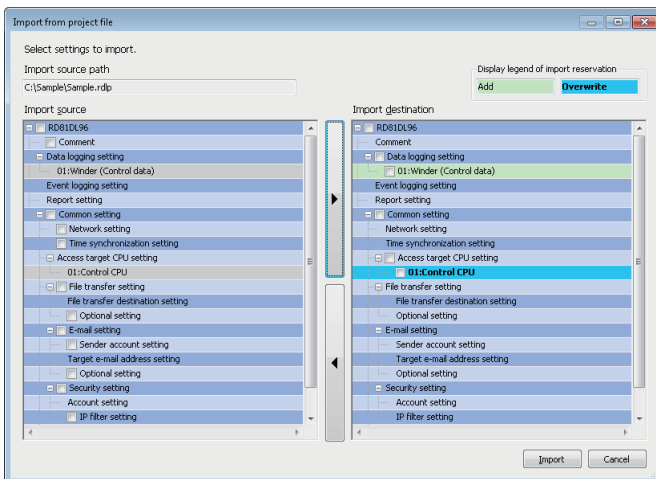 Import from project file
Select settings to import.
Import source path
Display legend of import reservation
C:\Sample\Sample.rdlp
Add
Overwrite
Import source
RD81DL96
Comment
Data logging setting
01:Winder (Control data)
Event logging setting
Report setting
Common setting
Network setting
Time synchronization setting
Access target CPU setting
01:Control CPU
File transfer setting
File transfer destination setting
Optional setting
E-mail setting
Sender account setting
Target e-mail address setting
Optional setting
Security setting
Account setting
IP filter setting
Import destination
RD81DL96
Comment
Data logging setting
01:Winder (Control data)
Event logging setting
Report setting
Common setting
Network setting
Time synchronization setting
Access target CPU setting
01:Control CPU
File transfer setting
File transfer destination setting
Optional setting
E-mail setting
Sender account setting
Target e-mail address setting
Optional setting
Security setting
Account setting
IP filter setting
Import
Cancel